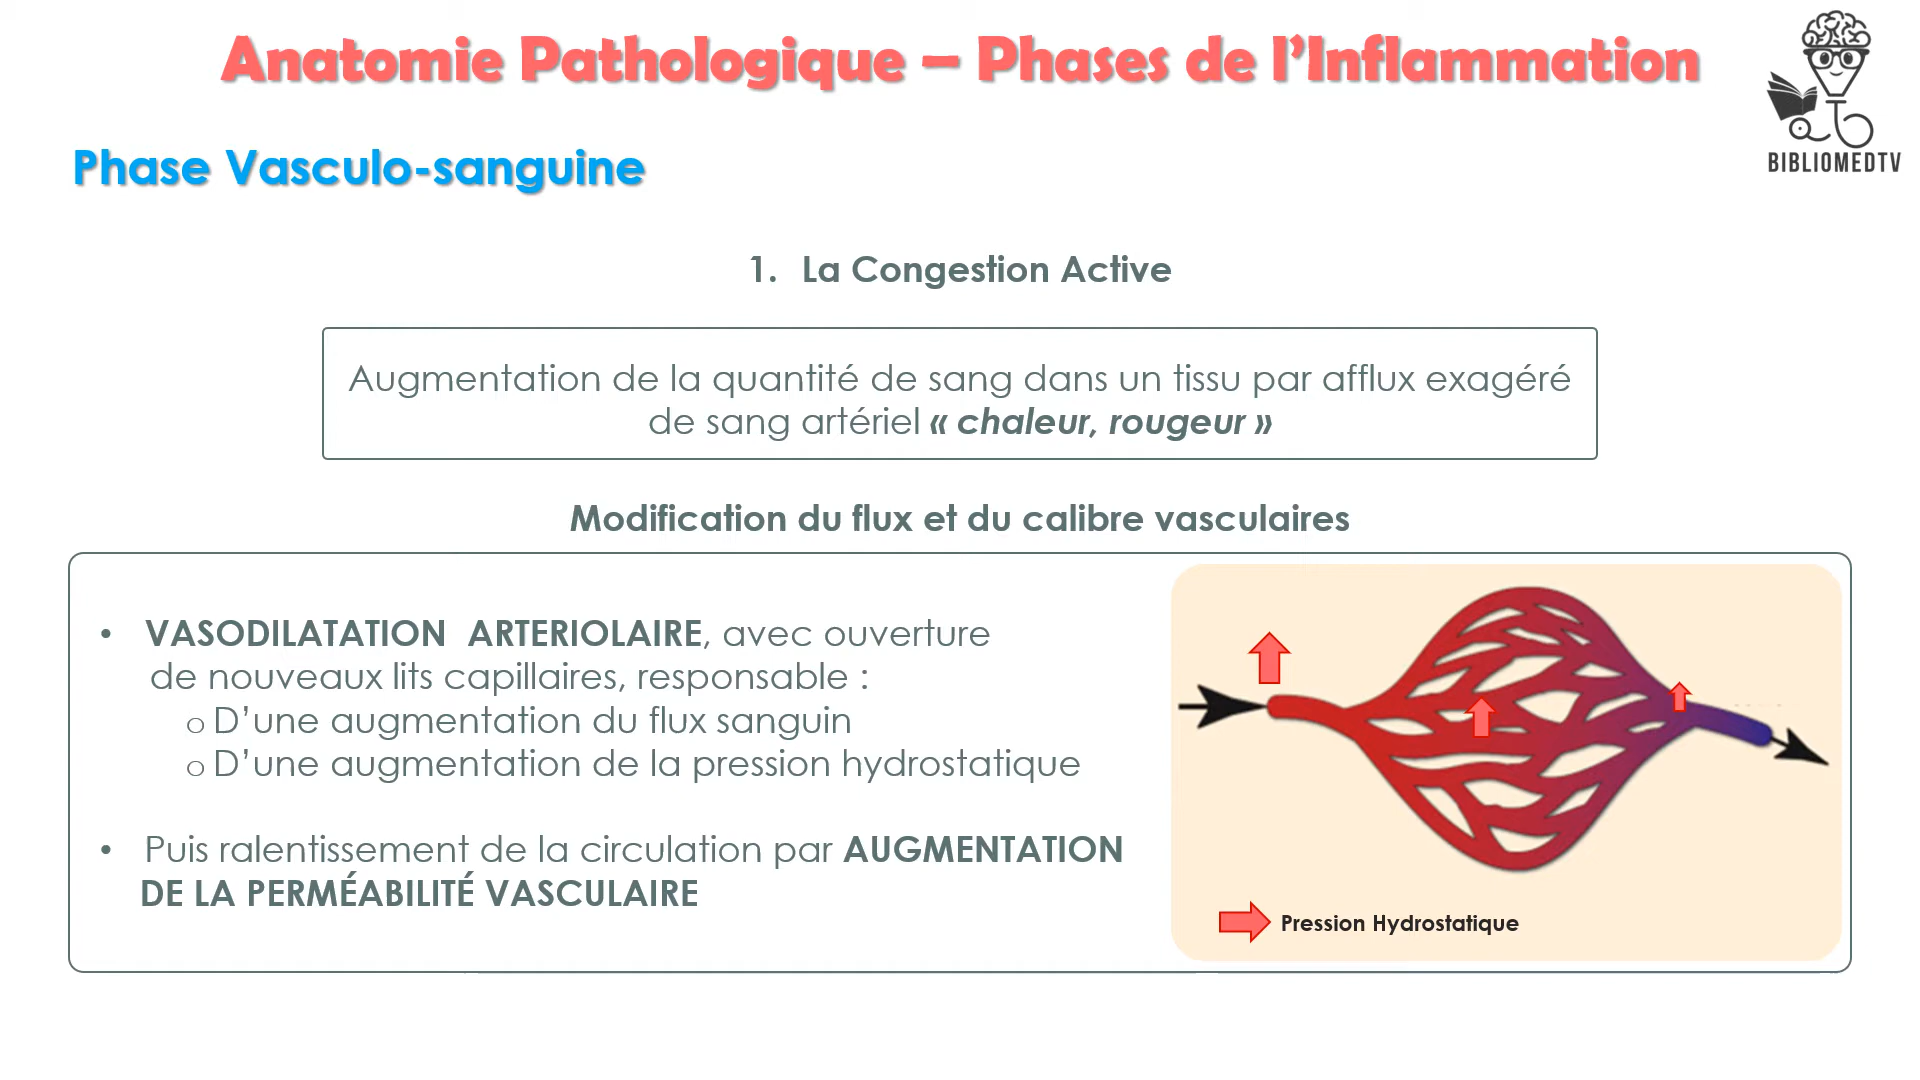 Anatomie Pathologique – Phases de l’Inflammation
BIBLIOMEDTV
Phase Vasculo-sanguine
1. La Congestion Active
Augmentation de la quantité de sang dans un tissu par afflux exagéré
de sang artériel « chaleur, rougeur »
Modification du flux et du calibre vasculaires
• VASODILATATION ARTERIOLAIRE, avec ouverture
de nouveaux lits capillaires, responsable :
o D’une augmentation du flux sanguin
o D’une augmentation de la pression hydrostatique
• Puis ralentissement de la circulation par AUGMENTATION
DE LA PERMÉABILITÉ VASCULAIRE
Pression Hydrostatique